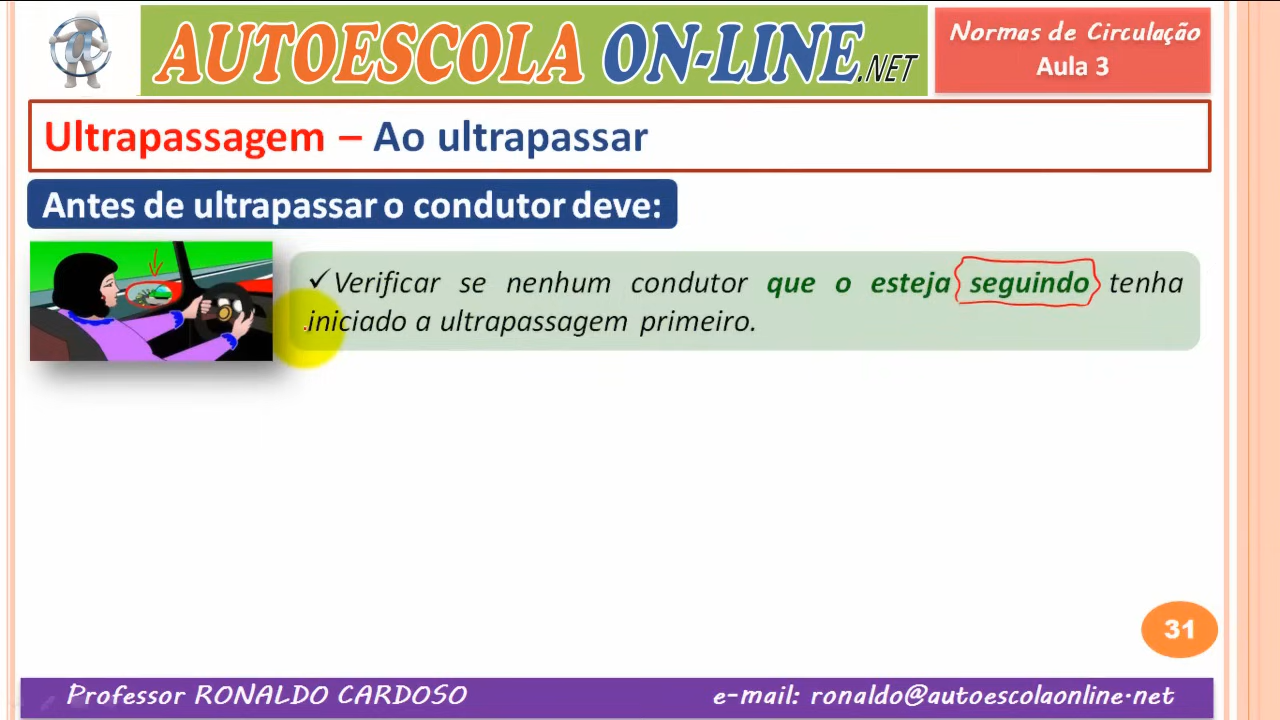 AUTOESCOLA ON-LINE.NET
Normas de Circulação
Aula 3
Ultrapassagem – Ao ultrapassar
Antes de ultrapassar o condutor deve:
✓Verificar se nenhum condutor que o esteja seguindo tenha
iniciado a ultrapassagem primeiro.
31
Professor RONALDO CARDOSO
e-mail: ronaldo@autoescolaonline.net